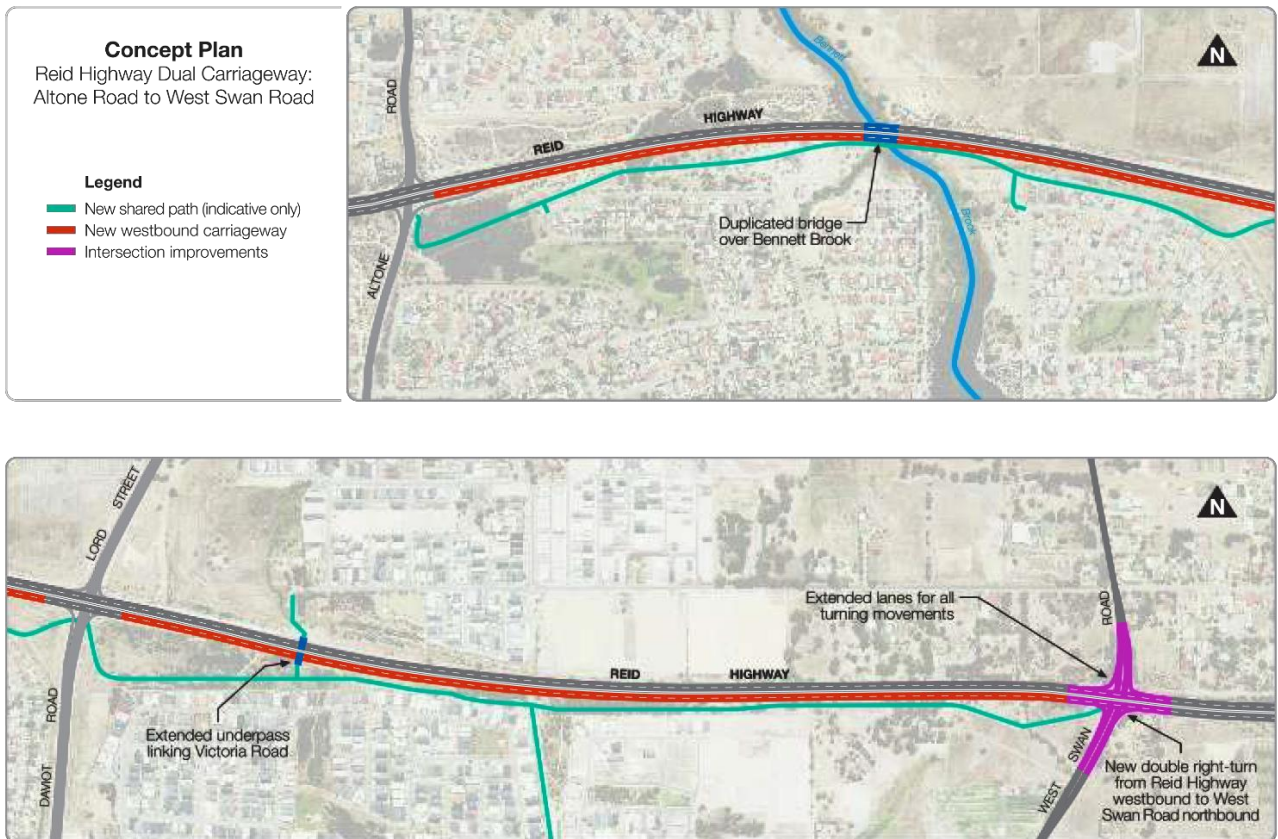 Concept Plan
Reid Highway Dual Carriageway:
Altone Road to West Swan Road
Legend
New shared path (indicative only)
New westbound carriageway
Intersection improvements
ROAD
ALTONE
REID
HIGHWAY
Bennett
Brook
Duplicated bridge
over Bennett Brook
N
LORD
STREET
ROAD
DAVIOT
Extended underpass
linking Victoria Road
REID
HIGHWAY
Extended lanes for all
turning movements
ROAD
SWAN
WEST
New double right-turn
from Reid Highway
westbound to West
Swan Road northbound
N